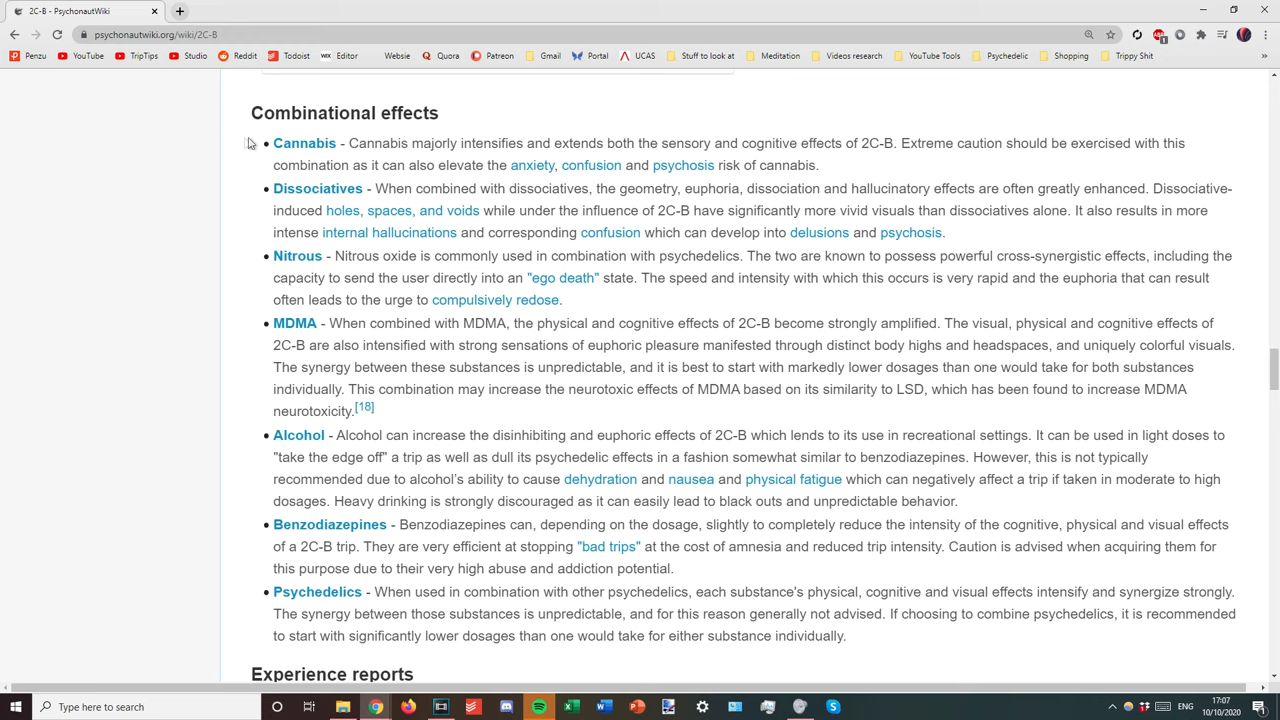 2C-B - PsychonautWiki
psychonautwiki.org/wiki/2C-B
Penzu YouTube TripTips Studio Reddit Todoist WIX Editor Websie Quora Patreon Gmail Portal UCAS Stuff to look at Meditation Videos research YouTube Tools Psychedelic Shopping Trippy Shit
Combinational effects
• Cannabis - Cannabis majorly intensifies and extends both the sensory and cognitive effects of 2C-B. Extreme caution should be exercised with this
combination as it can also elevate the anxiety, confusion and psychosis risk of cannabis.
• Dissociatives - When combined with dissociatives, the geometry, euphoria, dissociation and hallucinatory effects are often greatly enhanced. Dissociative-
induced holes, spaces, and voids while under the influence of 2C-B have significantly more vivid visuals than dissociatives alone. It also results in more
intense internal hallucinations and corresponding confusion which can develop into delusions and psychosis.
• Nitrous - Nitrous oxide is commonly used in combination with psychedelics. The two are known to possess powerful cross-synergistic effects, including the
capacity to send the user directly into an "ego death" state. The speed and intensity with which this occurs is very rapid and the euphoria that can result
often leads to the urge to compulsively redose.
• MDMA - When combined with MDMA, the physical and cognitive effects of 2C-B become strongly amplified. The visual, physical and cognitive effects of
2C-B are also intensified with strong sensations of euphoric pleasure manifested through distinct body highs and headspaces, and uniquely colorful visuals.
The synergy between these substances is unpredictable, and it is best to start with markedly lower dosages than one would take for both substances
individually. This combination may increase the neurotoxic effects of MDMA based on its similarity to LSD, which has been found to increase MDMA
neurotoxicity.[18]
• Alcohol - Alcohol can increase the disinhibiting and euphoric effects of 2C-B which lends to its use in recreational settings. It can be used in light doses to
"take the edge off" a trip as well as dull its psychedelic effects in a fashion somewhat similar to benzodiazepines. However, this is not typically
recommended due to alcohol's ability to cause dehydration and nausea and physical fatigue which can negatively affect a trip if taken in moderate to high
dosages. Heavy drinking is strongly discouraged as it can easily lead to black outs and unpredictable behavior.
• Benzodiazepines - Benzodiazepines can, depending on the dosage, slightly to completely reduce the intensity of the cognitive, physical and visual effects
of a 2C-B trip. They are very efficient at stopping "bad trips" at the cost of amnesia and reduced trip intensity. Caution is advised when acquiring them for
this purpose due to their very high abuse and addiction potential.
• Psychedelics - When used in combination with other psychedelics, each substance's physical, cognitive and visual effects intensify and synergize strongly.
The synergy between those substances is unpredictable, and for this reason generally not advised. If choosing to combine psychedelics, it is recommended
to start with significantly lower dosages than one would take for either substance individually.
Experience reports
Type here to search
ENG
17:07
10/10/2020